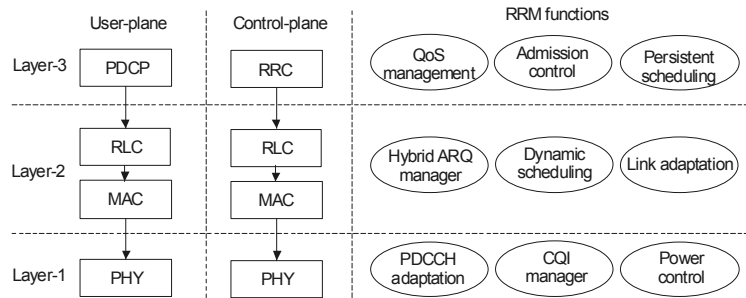 User-plane Control-plane RRM functions
Layer-3 PDCP RRC QoS management Admission control Persistent scheduling
Layer-2 RLC RLC Hybrid ARQ manager Dynamic scheduling Link adaptation
MAC MAC
Layer-1 PHY PHY PDCCH adaptation CQI manager Power control